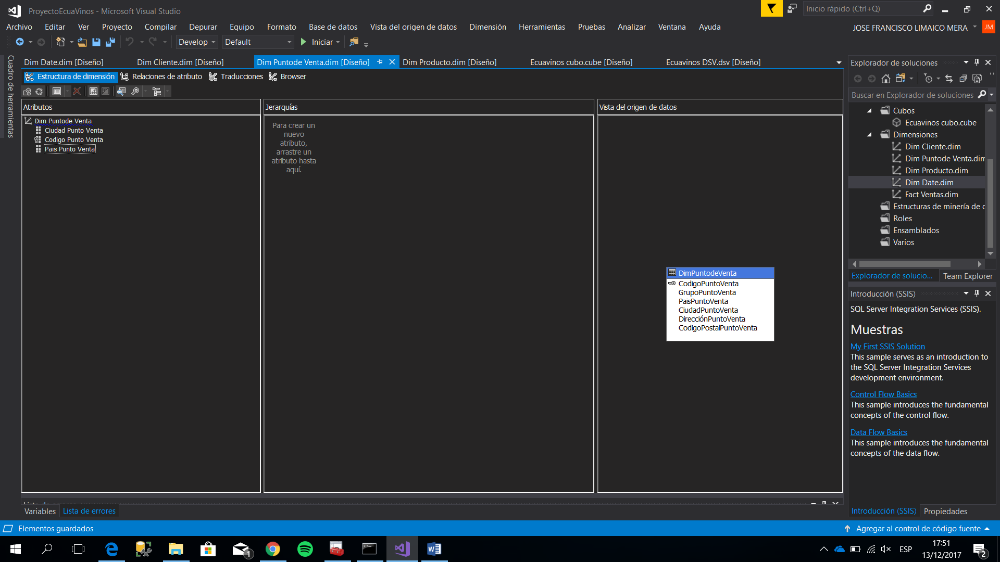 ProyectoEcuaVinos - Microsoft Visual Studio
Inicio rápido (Ctrl+Q)
Archivo Editar Ver Proyecto Compilar Depurar Equipo Formato Base de datos Vista del origen de datos Dimensión Herramientas Pruebas Analizar Ventana Ayuda
JOSE FRANCISCO LIMAICO MERA JM
Develop Default Iniciar
Cuadro de herramientas
Dim Date.dim [Diseño] Dim Cliente.dim [Diseño] Dim Puntode Venta.dim [Diseño] Dim Producto.dim [Diseño] Ecuavinos cubo.cube [Diseño] Ecuavinos DSV.dsv [Diseño]
Estructura de dimensión Relaciones de atributo Traducciones Browser
Atributos
Dim Puntode Venta
Ciudad Punto Venta
Codigo Punto Venta
Pais Punto Venta
Jerarquías
Para crear un
nuevo
atributo,
arrastre un
atributo hasta
aquí.
Vista del origen de datos
DimPuntodeVenta
CodigoPuntoVenta
GrupoPuntoVenta
PaisPuntoVenta
CiudadPuntoVenta
DirecciónPuntoVenta
CodigoPostalPuntoVenta
Explorador de soluciones
Buscar en Explorador de soluciones
Cubos
Ecuavinos cubo.cube
Dimensiones
Dim Cliente.dim
Dim Puntode Venta.dim
Dim Producto.dim
Dim Date.dim
Fact Ventas.dim
Estructuras de minería de
Roles
Ensamblados
Varios
Explorador de solucio... Team Explorer
Introducción (SSIS)
SQL Server Integration Services (SSIS).
Muestras
My First SSIS Solution
This sample serves as an introduction to
the SQL Server Integration Services
development environment.
Control Flow Basics
This sample introduces the fundamental
concepts of the control flow.
Data Flow Basics
This sample introduces the fundamental
concepts of the data flow.
Introducción (SSIS) Propiedades
Lista de errores
Variables Lista de errores
Elementos guardados
Agregar al control de código fuente
1
ESP
17:51
13/12/2017
2